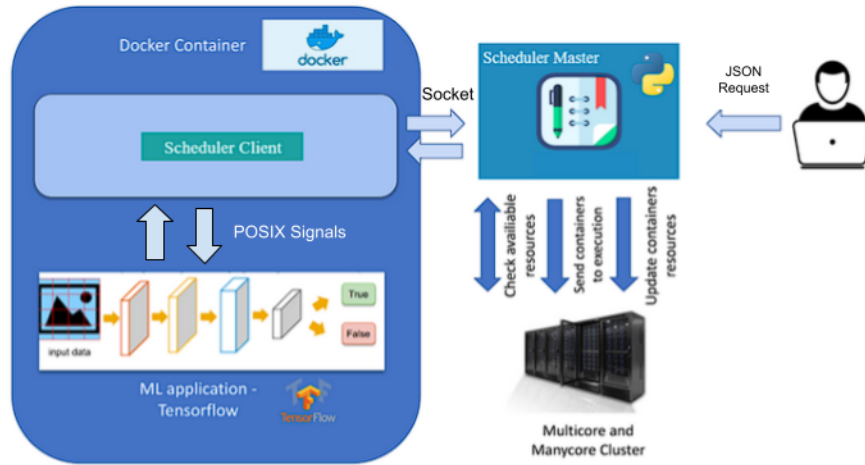 Docker Container
docker
Scheduler Client
POSIX Signals
input data
True
False
ML application -
Tensorflow
TensorFlow
Socket
Scheduler Master
JSON
Request
Check availiable
resources
Send containers
to execution
Update containers
resources
Multicore and
Manycore Cluster